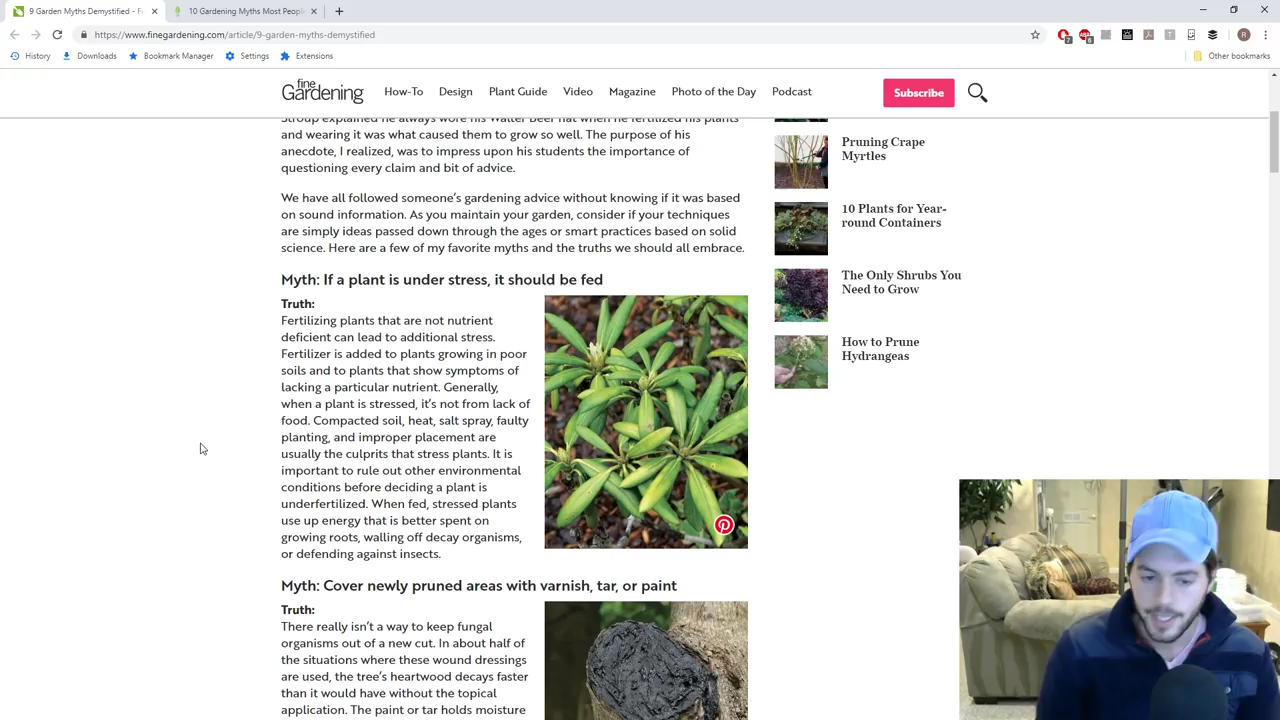 9 Garden Myths Demystified - F
10 Gardening Myths Most Peopl
https://www.finegardening.com/article/9-garden-myths-demystified
History
Downloads
Bookmark Manager
Settings
Extensions
Other bookmarks
fine
Gardening
How-To
Design
Plant Guide
Video
Magazine
Photo of the Day
Podcast
Subscribe
Stroup explained he always wore his Walter Beer hat when he fertilized his plants
and wearing it was what caused them to grow so well. The purpose of his
anecdote, I realized, was to impress upon his students the importance of
questioning every claim and bit of advice.
We have all followed someone's gardening advice without knowing if it was based
on sound information. As you maintain your garden, consider if your techniques
are simply ideas passed down through the ages or smart practices based on solid
science. Here are a few of my favorite myths and the truths we should all embrace.
Myth: If a plant is under stress, it should be fed
Truth:
Fertilizing plants that are not nutrient
deficient can lead to additional stress.
Fertilizer is added to plants growing in poor
soils and to plants that show symptoms of
lacking a particular nutrient. Generally,
when a plant is stressed, it's not from lack of
food. Compacted soil, heat, salt spray, faulty
planting, and improper placement are
usually the culprits that stress plants. It is
important to rule out other environmental
conditions before deciding a plant is
underfertilized. When fed, stressed plants
use up energy that is better spent on
growing roots, walling off decay organisms,
or defending against insects.
Myth: Cover newly pruned areas with varnish, tar, or paint
Truth:
There really isn't a way to keep fungal
organisms out of a new cut. In about half of
the situations where these wound dressings
are used, the tree's heartwood decays faster
than it would have without the topical
application. The paint or tar holds moisture
Pruning Crape
Myrtles
10 Plants for Year-
round Containers
The Only Shrubs You
Need to Grow
How to Prune
Hydrangeas